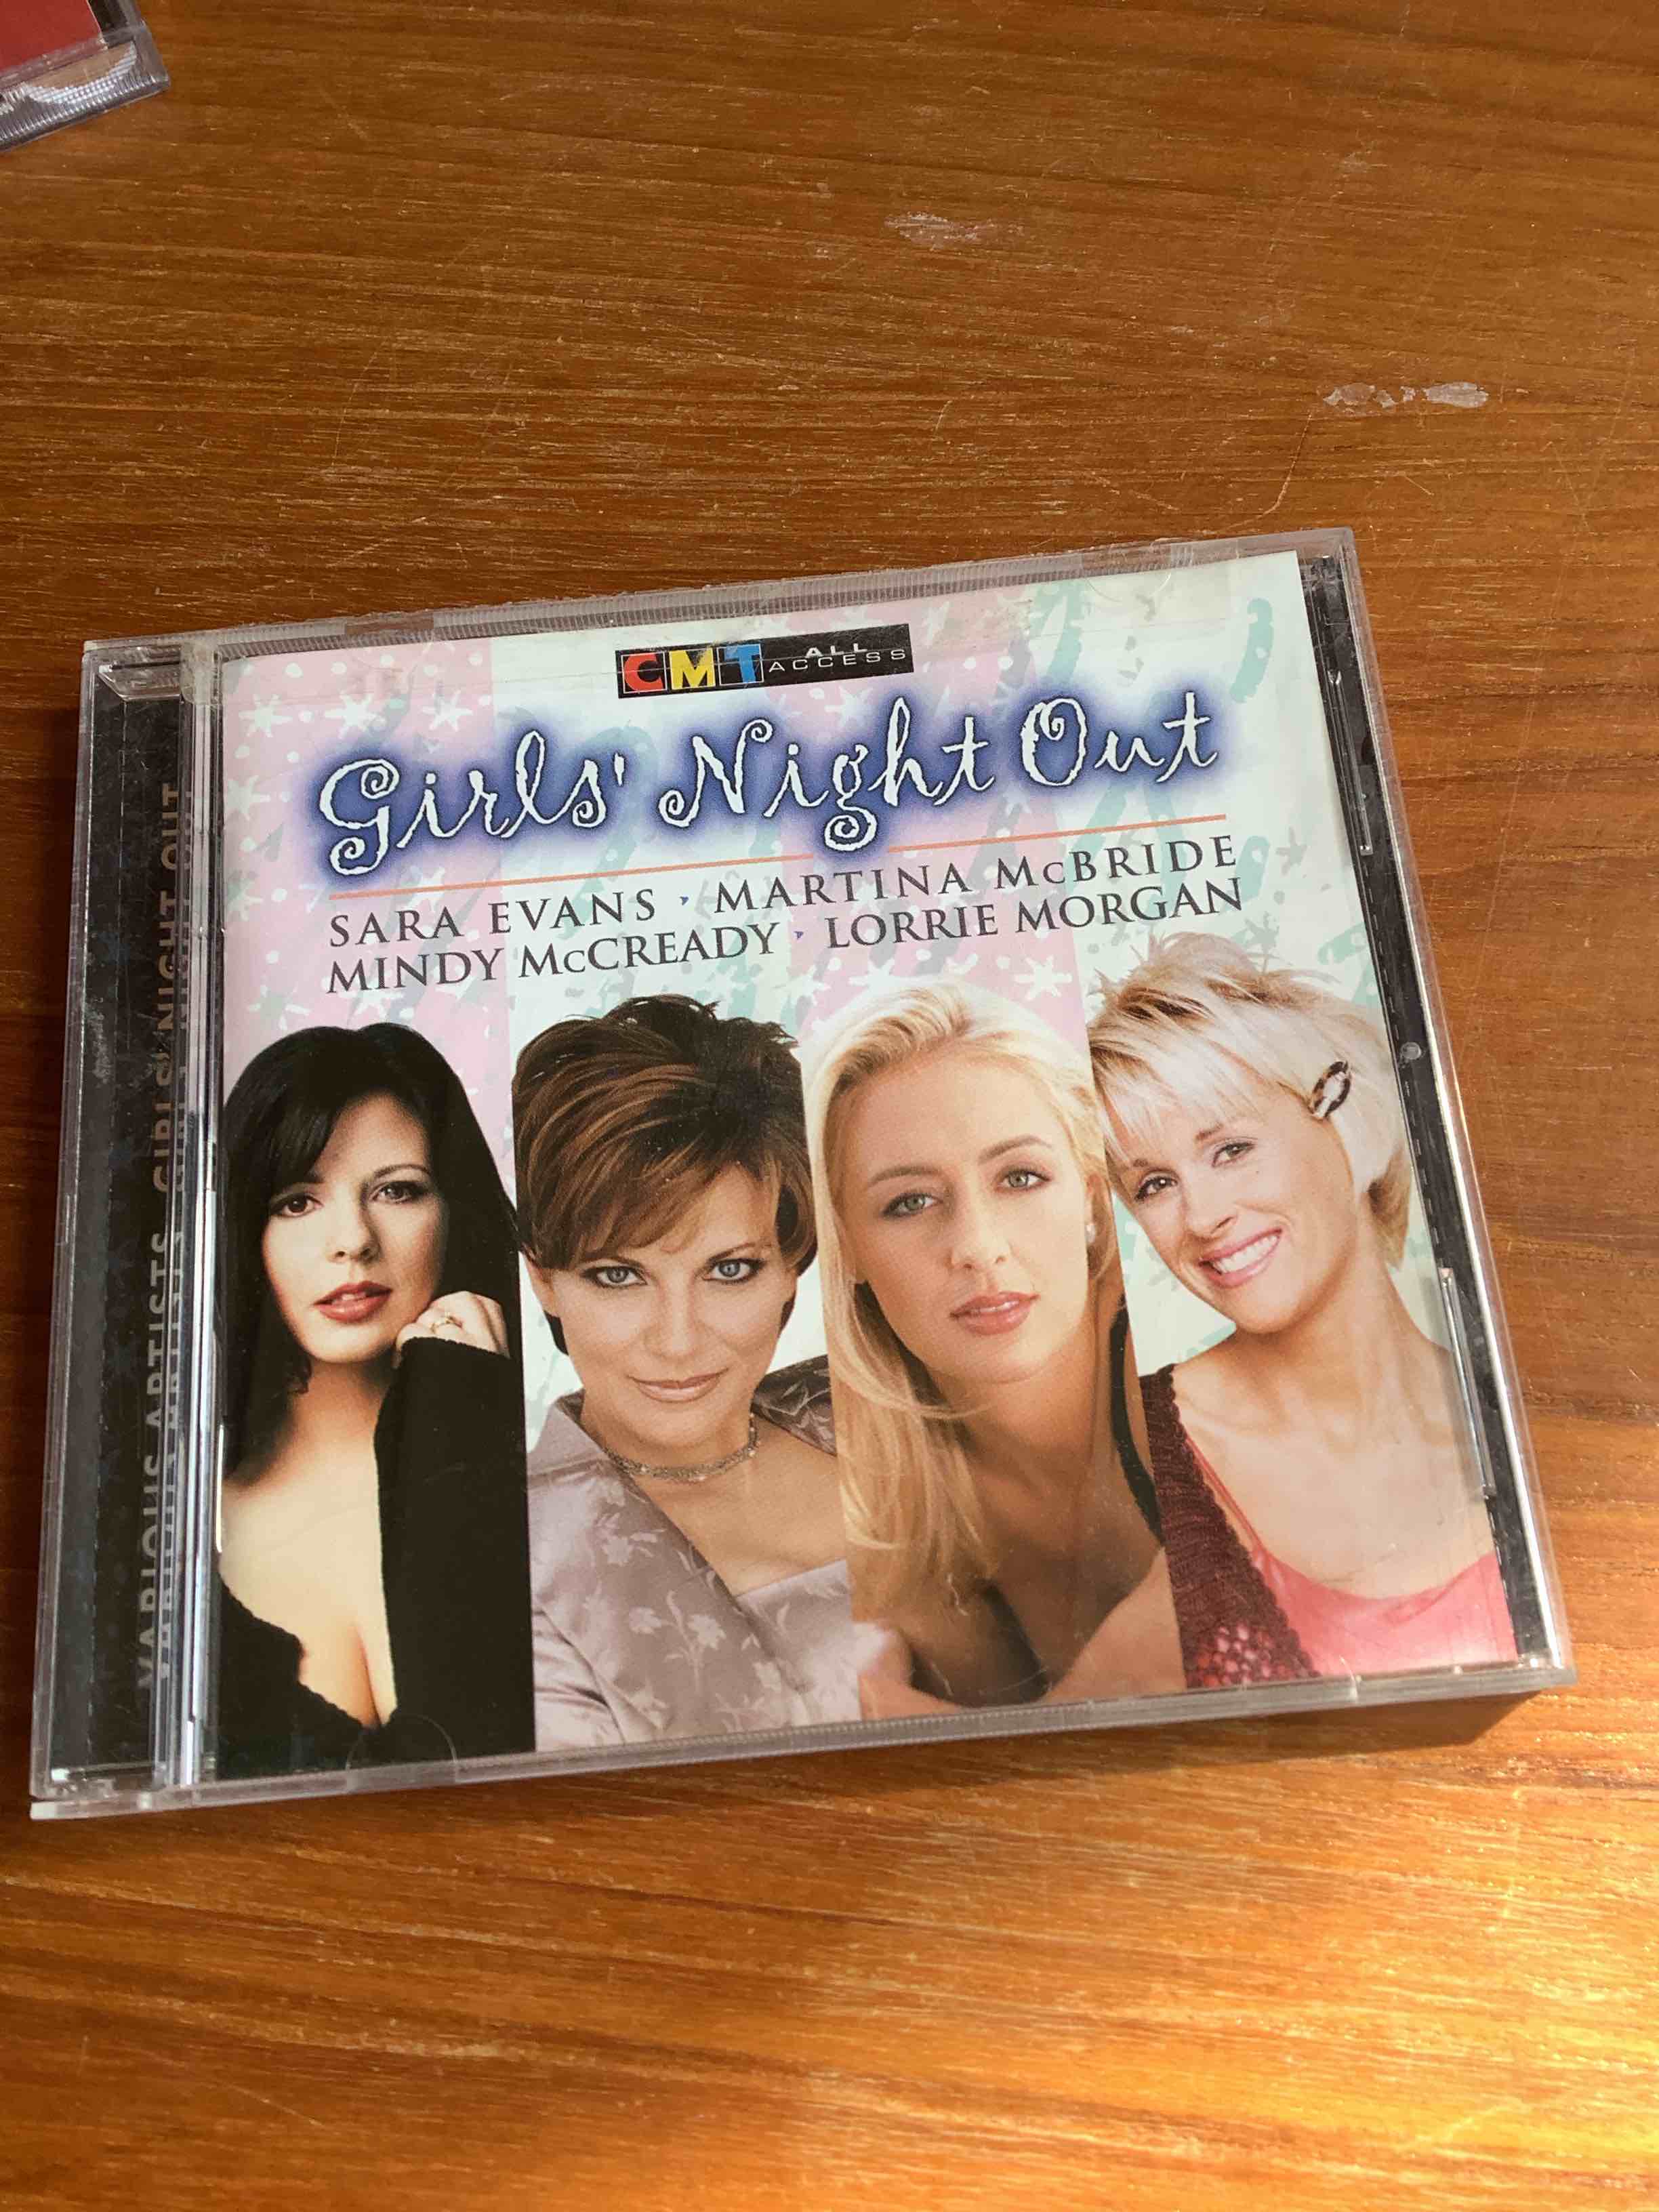 CMT ALL ACCESS
Girls' Night Out
SARA EVANS • MARTINA McBRIDE
MINDY McCREADY • LORRIE MORGAN
VARIOUS ARTISTS GIRLS' NIGHT OUT